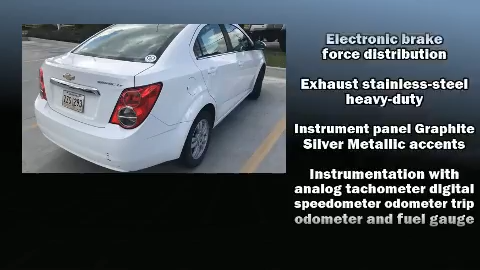 Electronic brake
force distribution
Exhaust stainless-steel
heavy-duty
Instrument panel Graphite
Silver Metallic accents
Instrumentation with
analog tachometer digital
speedometer odometer trip
odometer and fuel gauge